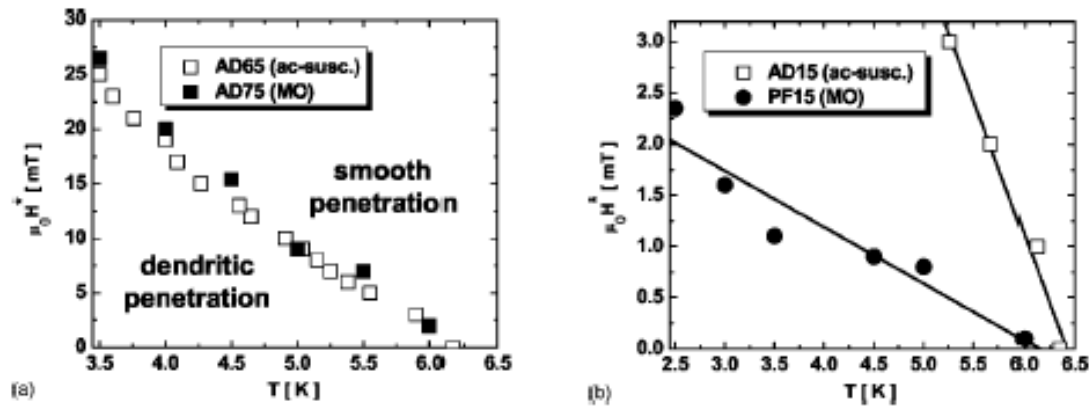 30
25
20
15
10
5
0
μ₀H* [mT]
AD65 (ac-susc.)
AD75 (MO)
smooth
penetration
dendritic
penetration
3.5 4.0 4.5 5.0 5.5 6.0 6.5
T [K]
(a)
3.0
2.5
2.0
1.5
1.0
0.5
0.0
μ₀H* [mT]
AD15 (ac-susc.)
PF15 (MO)
2.5 3.0 3.5 4.0 4.5 5.0 5.5 6.0 6.5
T [K]
(b)